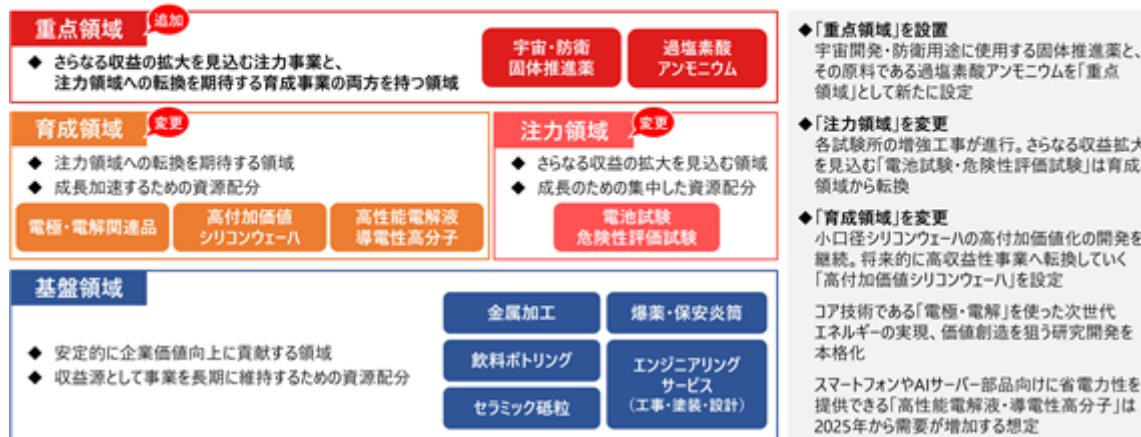 重点領域
追加
◆ さらなる収益の拡大を見込む注力事業と、
注力領域への転換を期待する育成事業の両方を持つ領域
宇宙・防衛
固体推進薬
過塩素酸
アンモニウム
育成領域
変更
◆ 注力領域への転換を期待する領域
◆ 成長加速するための資源配分
電極・電解関連品
高付加価値
シリコンウェーハ
高性能電解液
導電性高分子
注力領域
変更
◆ さらなる収益の拡大を見込む領域
◆ 成長のための集中した資源配分
電池試験
危険性評価試験
基盤領域
◆ 安定的に企業価値向上に貢献する領域
◆ 収益源として事業を長期に維持するための資源配分
金属加工
爆薬・保安炎筒
飲料ボトリング
エンジニアリング
サービス
(工事・塗装・設計)
セラミック砥粒
◆「重点領域」を設置
宇宙開発・防衛用途に使用する固体推進薬と、
その原料である過塩素酸アンモニウムを「重点
領域」として新たに設定
◆「注力領域」を変更
各試験所の増強工事が進行。さらなる収益拡大
を見込む「電池試験・危険性評価試験」は育成
領域から転換
◆「育成領域」を変更
小口径シリコンウェーハの高付加価値化の開発を
継続。将来的に高収益性事業へ転換していく
「高付加価値シリコンウェーハ」を設定
コア技術である「電極・電解」を使った次世代
エネルギーの実現、価値創造を狙う研究開発を
本格化
スマートフォンやAIサーバー部品向けに省電力性を
提供できる「高性能電解液・導電性高分子」は
2025年から需要が増加する想定